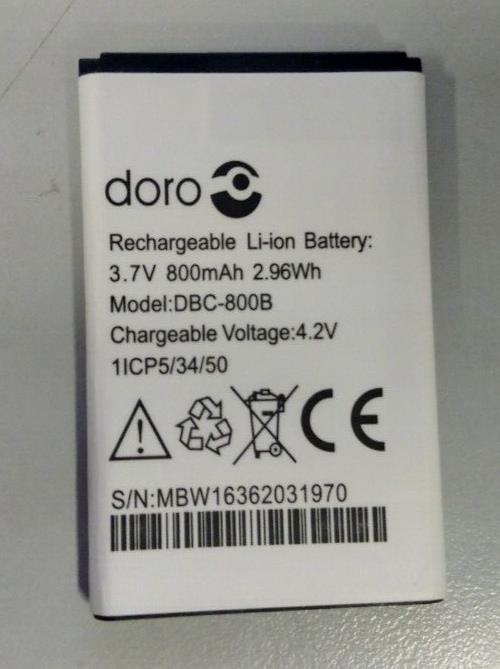 doro
Rechargeable Li-ion Battery:
3.7V 800mAh 2.96Wh
Model:DBC-800B
Chargeable Voltage:4.2V
1ICP5/34/50
CE
S/N:MBW16362031970